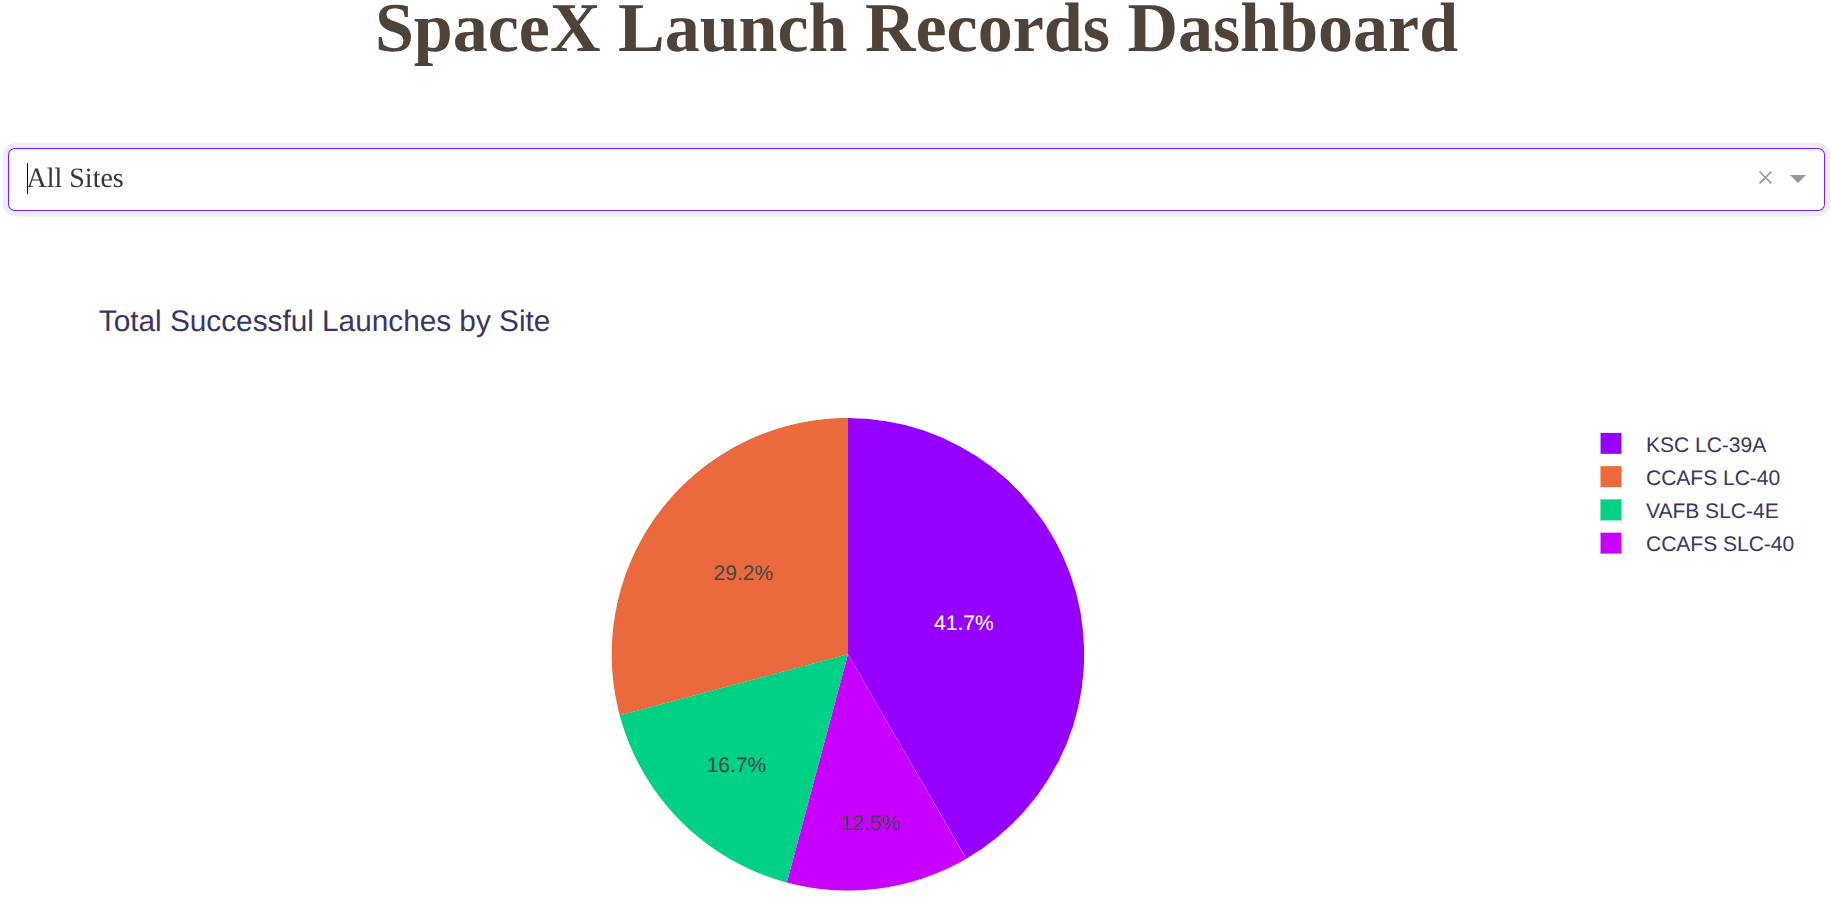 SpaceX Launch Records Dashboard
All Sites
Total Successful Launches by Site
KSC LC-39A
CCAFS LC-40
VAFB SLC-4E
CCAFS SLC-40
29.2%
41.7%
16.7%
12.5%